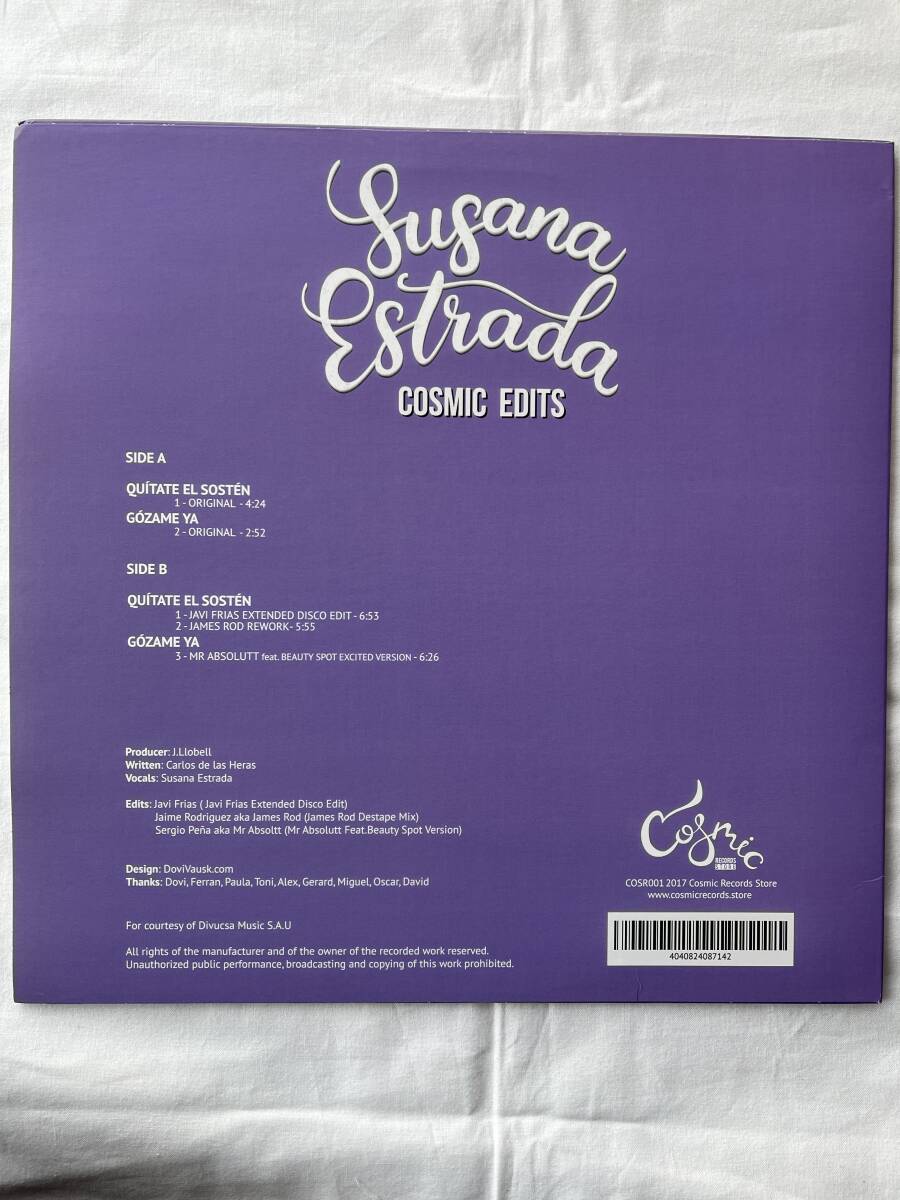 Susana
Estrada
COSMIC EDITS
SIDE A
QUÍTATE EL SOSTÉN
1 - ORIGINAL - 4:24
GÓZAME YA
2 - ORIGINAL - 2:52
SIDE B
QUÍTATE EL SOSTÉN
1 - JAVI FRIAS EXTENDED DISCO EDIT - 6:53
2 - JAMES ROD REWORK- 5:55
GÓZAME YA
3 - MR ABSOLUTT feat. BEAUTY SPOT EXCITED VERSION - 6:26
Producer: J.Llobell
Written: Carlos de las Heras
Vocals: Susana Estrada
Edits: Javi Frias ( Javi Frias Extended Disco Edit)
Jaime Rodriguez aka James Rod (James Rod Destape Mix)
Sergio Peña aka Mr Absoltt (Mr Absolutt Feat.Beauty Spot Version)
Design: DoviVausk.com
Thanks: Dovi, Ferran, Paula, Toni, Alex, Gerard, Miguel, Oscar, David
For courtesy of Divucsa Music S.A.U
All rights of the manufacturer and of the owner of the recorded work reserved.
Unauthorized public performance, broadcasting and copying of this work prohibited.
Cosmic
RECORDS
STORE
COSR001 2017 Cosmic Records Store
www.cosmicrecords.store
4040824087142